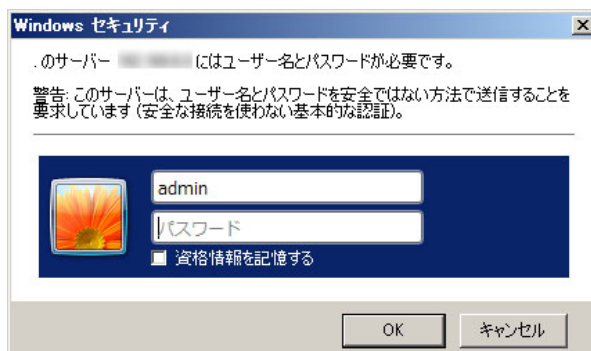 Windows セキュリティ
.のサーバー にはユーザー名とパスワードが必要です。
警告: このサーバーは、ユーザー名とパスワードを安全ではない方法で送信することを
要求しています (安全な接続を使わない基本的な認証)。
admin
パスワード
資格情報を記憶する
OK
キャンセル